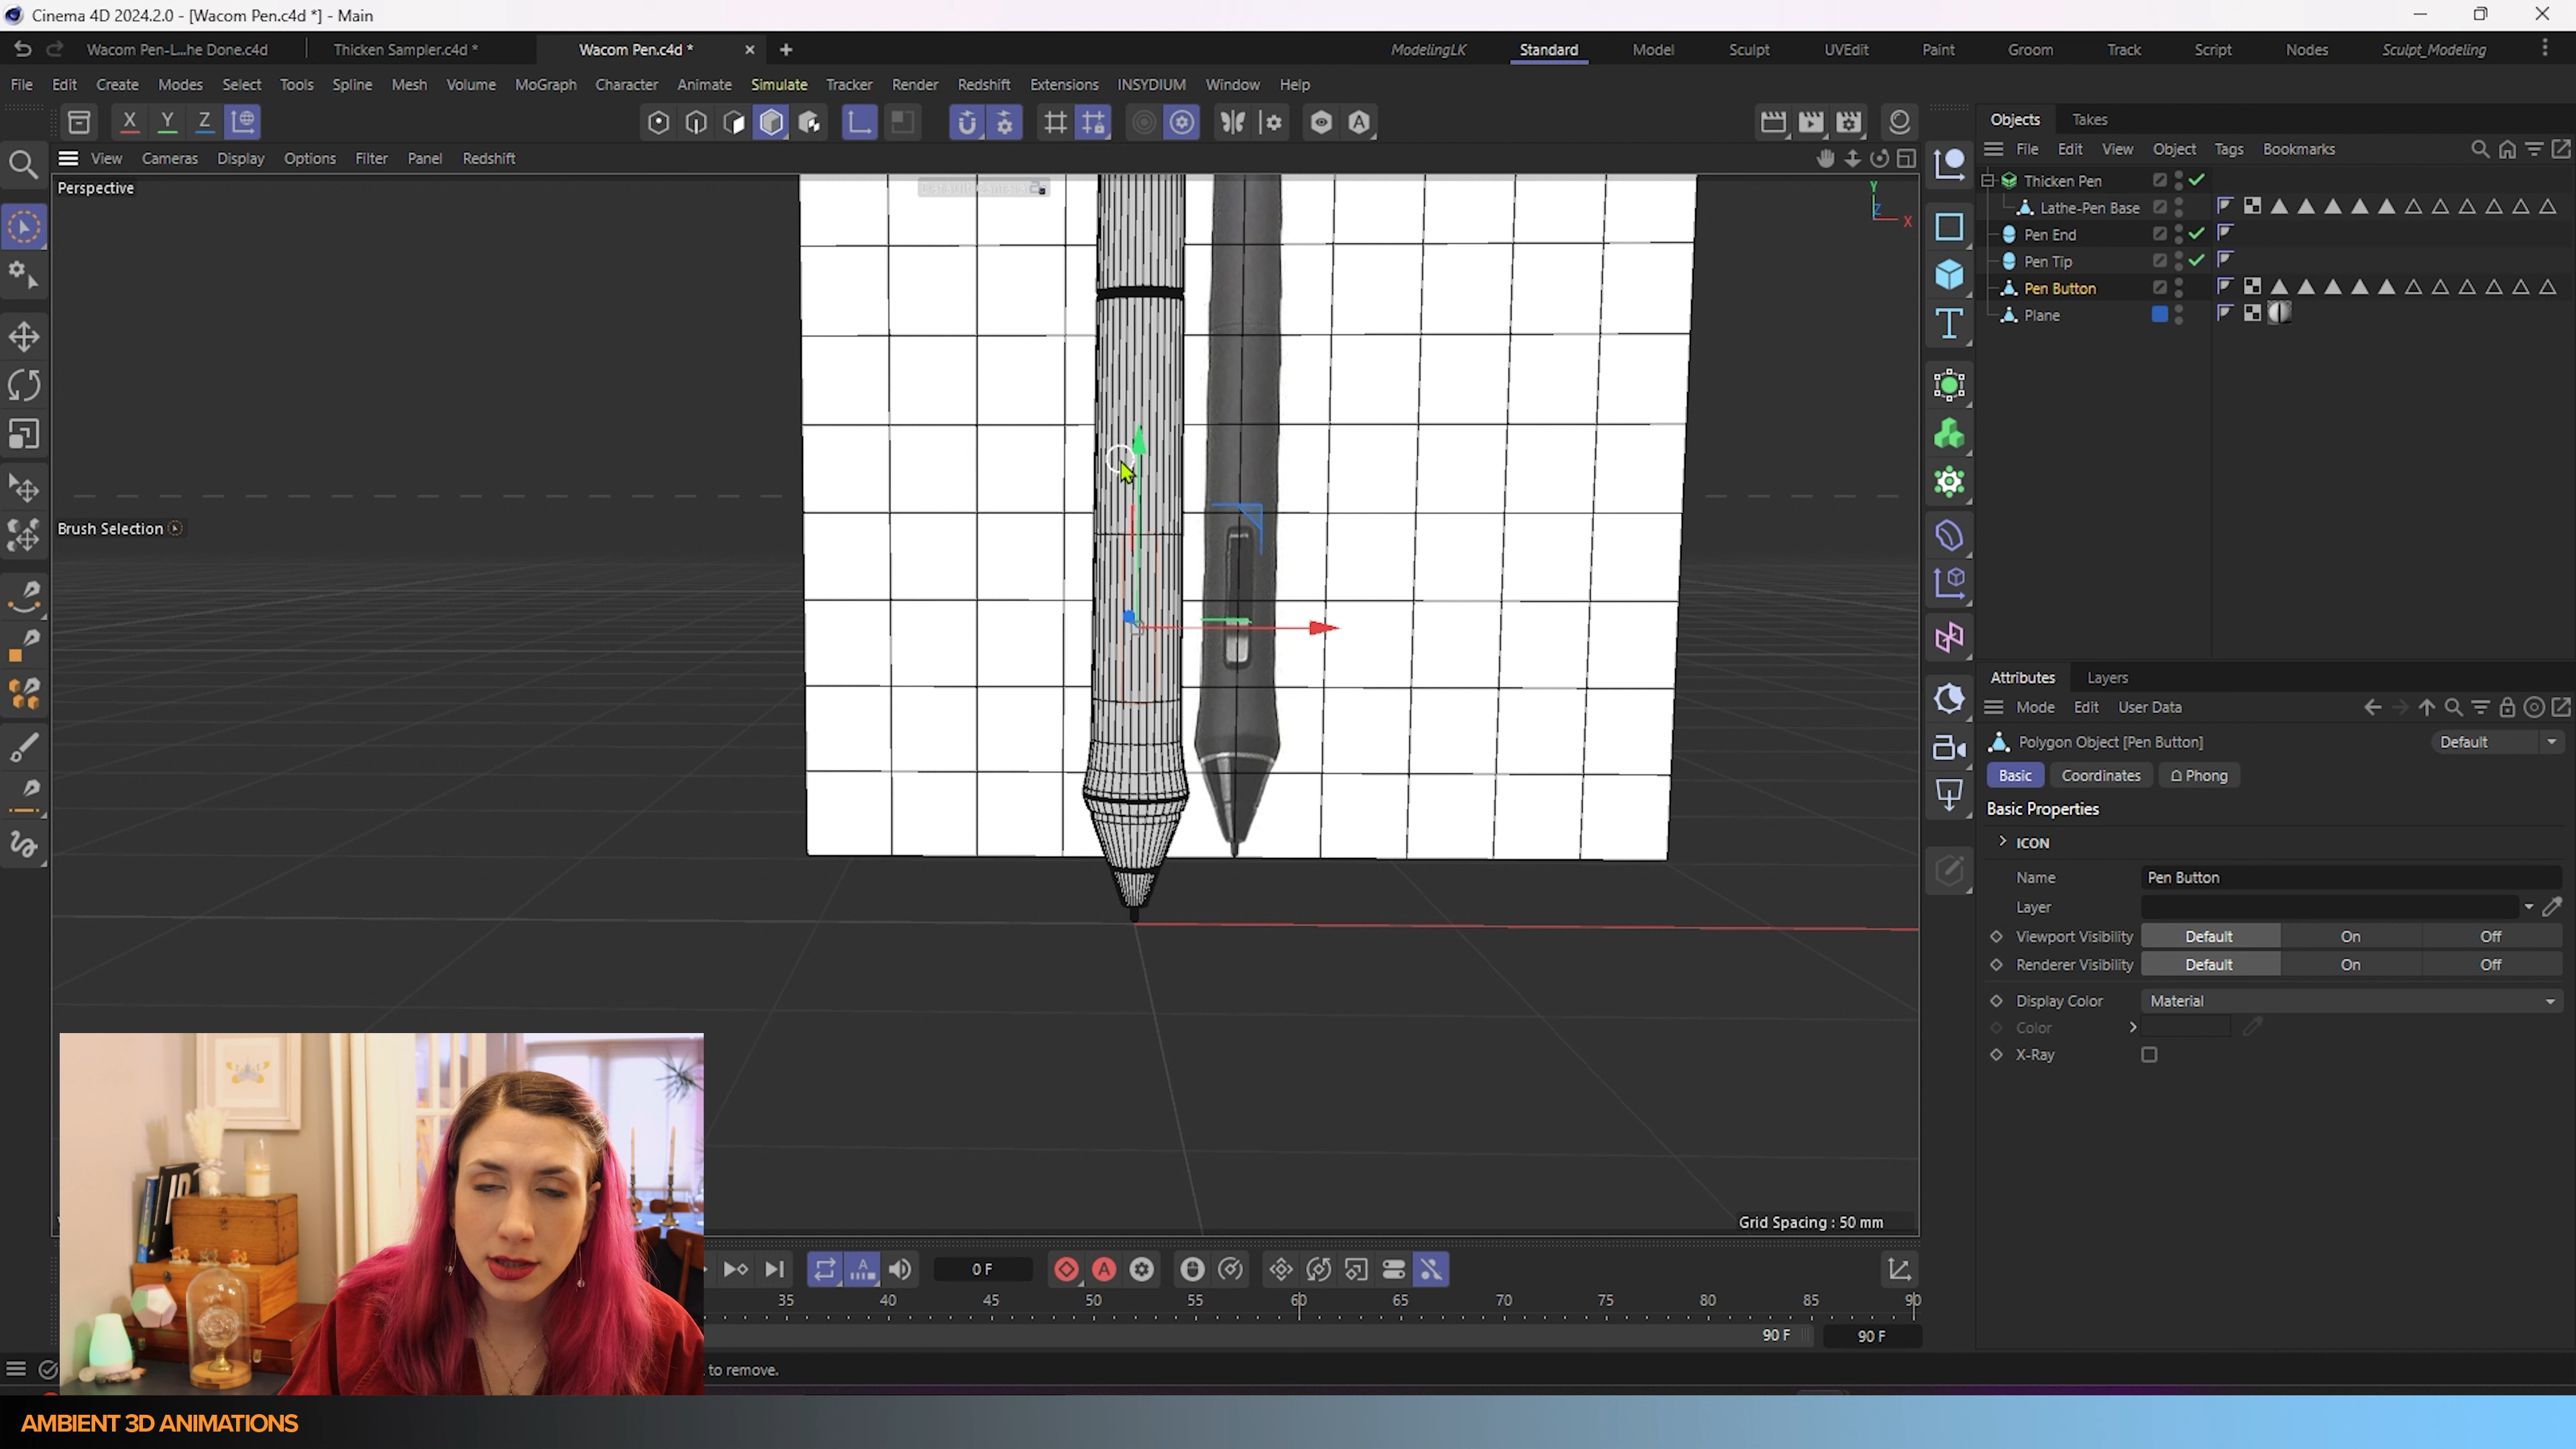 Cinema 4D 2024.2.0 - [Wacom Pen.c4d *] - Main
Wacom Pen-L...he Done.c4d
Thicken Sampler.c4d *
Wacom Pen.c4d *
ModelingLK
Standard
Model
Sculpt
UVEdit
Paint
Groom
Track
Script
Nodes
Sculpt_Modeling
File Edit Create Modes Select Tools Spline Mesh Volume MoGraph Character Animate Simulate Tracker Render Redshift Extensions INSYDIUM Window Help
X Y Z
View Cameras Display Options Filter Panel Redshift
Perspective
Y
Z
X
Brush Selection
Grid Spacing : 50 mm
Objects Takes
File Edit View Object Tags Bookmarks
Thicken Pen
Lathe-Pen Base
Pen End
Pen Tip
Pen Button
Plane
Attributes Layers
Mode Edit User Data
Polygon Object [Pen Button]
Default
Basic Coordinates Phong
Basic Properties
ICON
Name Pen Button
Layer
Viewport Visibility Default On Off
Renderer Visibility Default On Off
Display Color Material
Color
X-Ray
0 F
35 40 45 50 55 60 65 70 75 80 85 90
90 F 90 F
to remove.
AMBIENT 3D ANIMATIONS